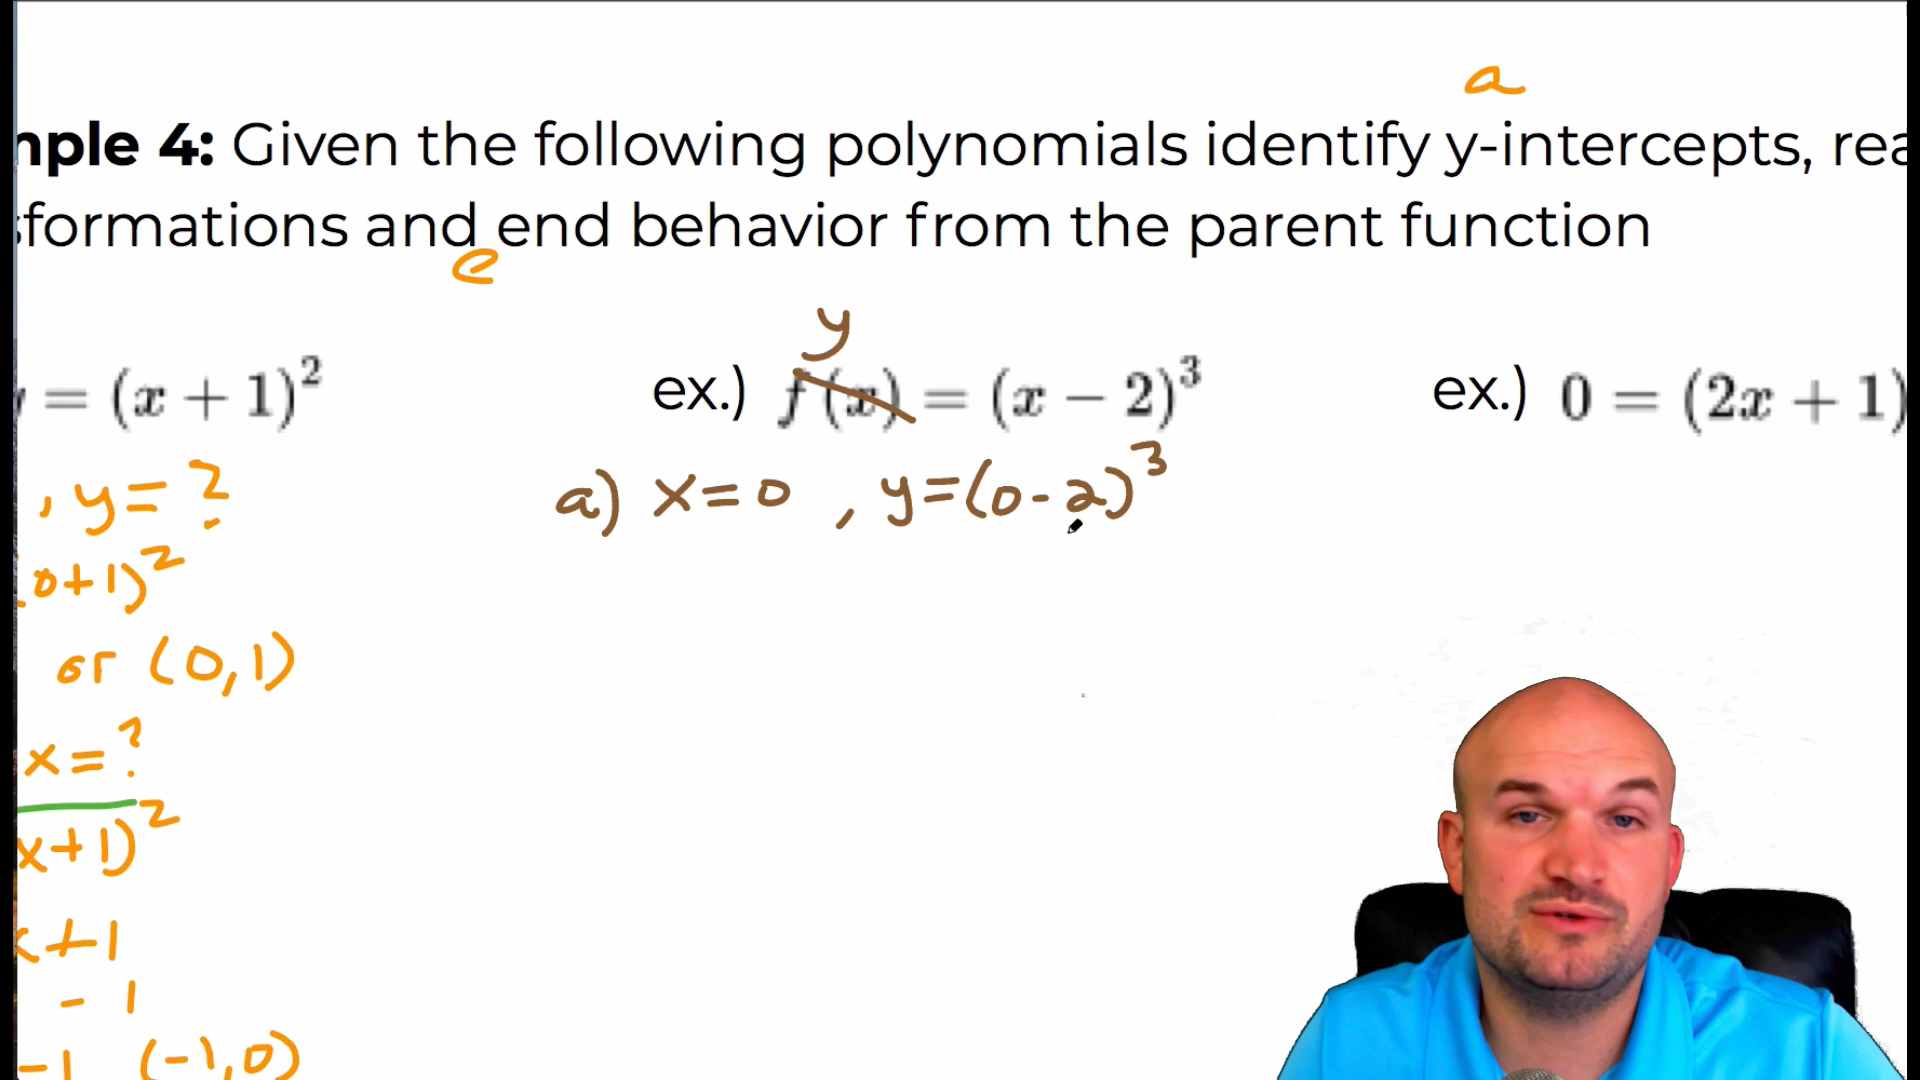 a
nple 4: Given the following polynomials identify y-intercepts, rea
sformations and end behavior from the parent function
e
y
= (x + 1)²
ex.) f(x) = (x − 2)³
ex.) 0 = (2x + 1)
, y = ?
a) x = 0 , y = (0 - 2)³
0+1)²
or (0,1)
x = ?
x+1)²
x+1
- 1
-1 (-1,0)